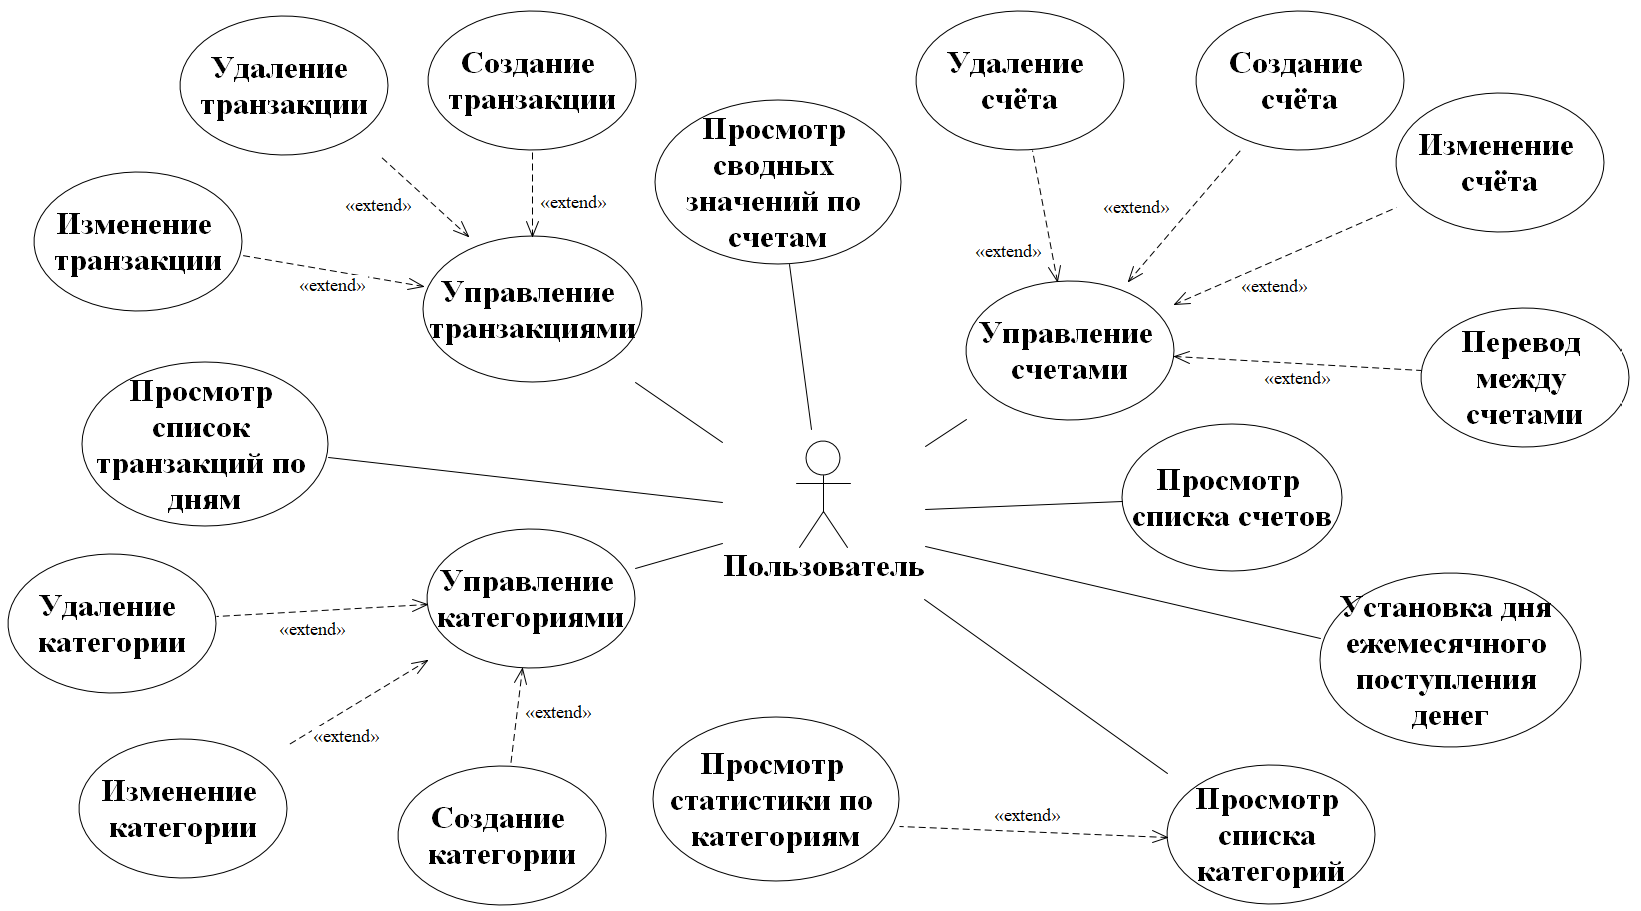 Удаление
транзакции
Создание
транзакции
Просмотр
сводных
значений по
счетам
Удаление
счёта
Создание
счёта
Изменение
счёта
Изменение
транзакции
«extend»
«extend»
«extend»
Управление
транзакциями
«extend»
«extend»
«extend»
«extend»
Управление
счетами
Перевод
между
счетами
Просмотр
список
транзакций по
дням
Пользователь
Просмотр
списка счетов
Удаление
категории
«extend»
Управление
категориями
Установка дня
ежемесячного
поступления
денег
«extend»
«extend»
Изменение
категории
Создание
категории
Просмотр
статистики по
категориям
«extend»
Просмотр
списка
категорий